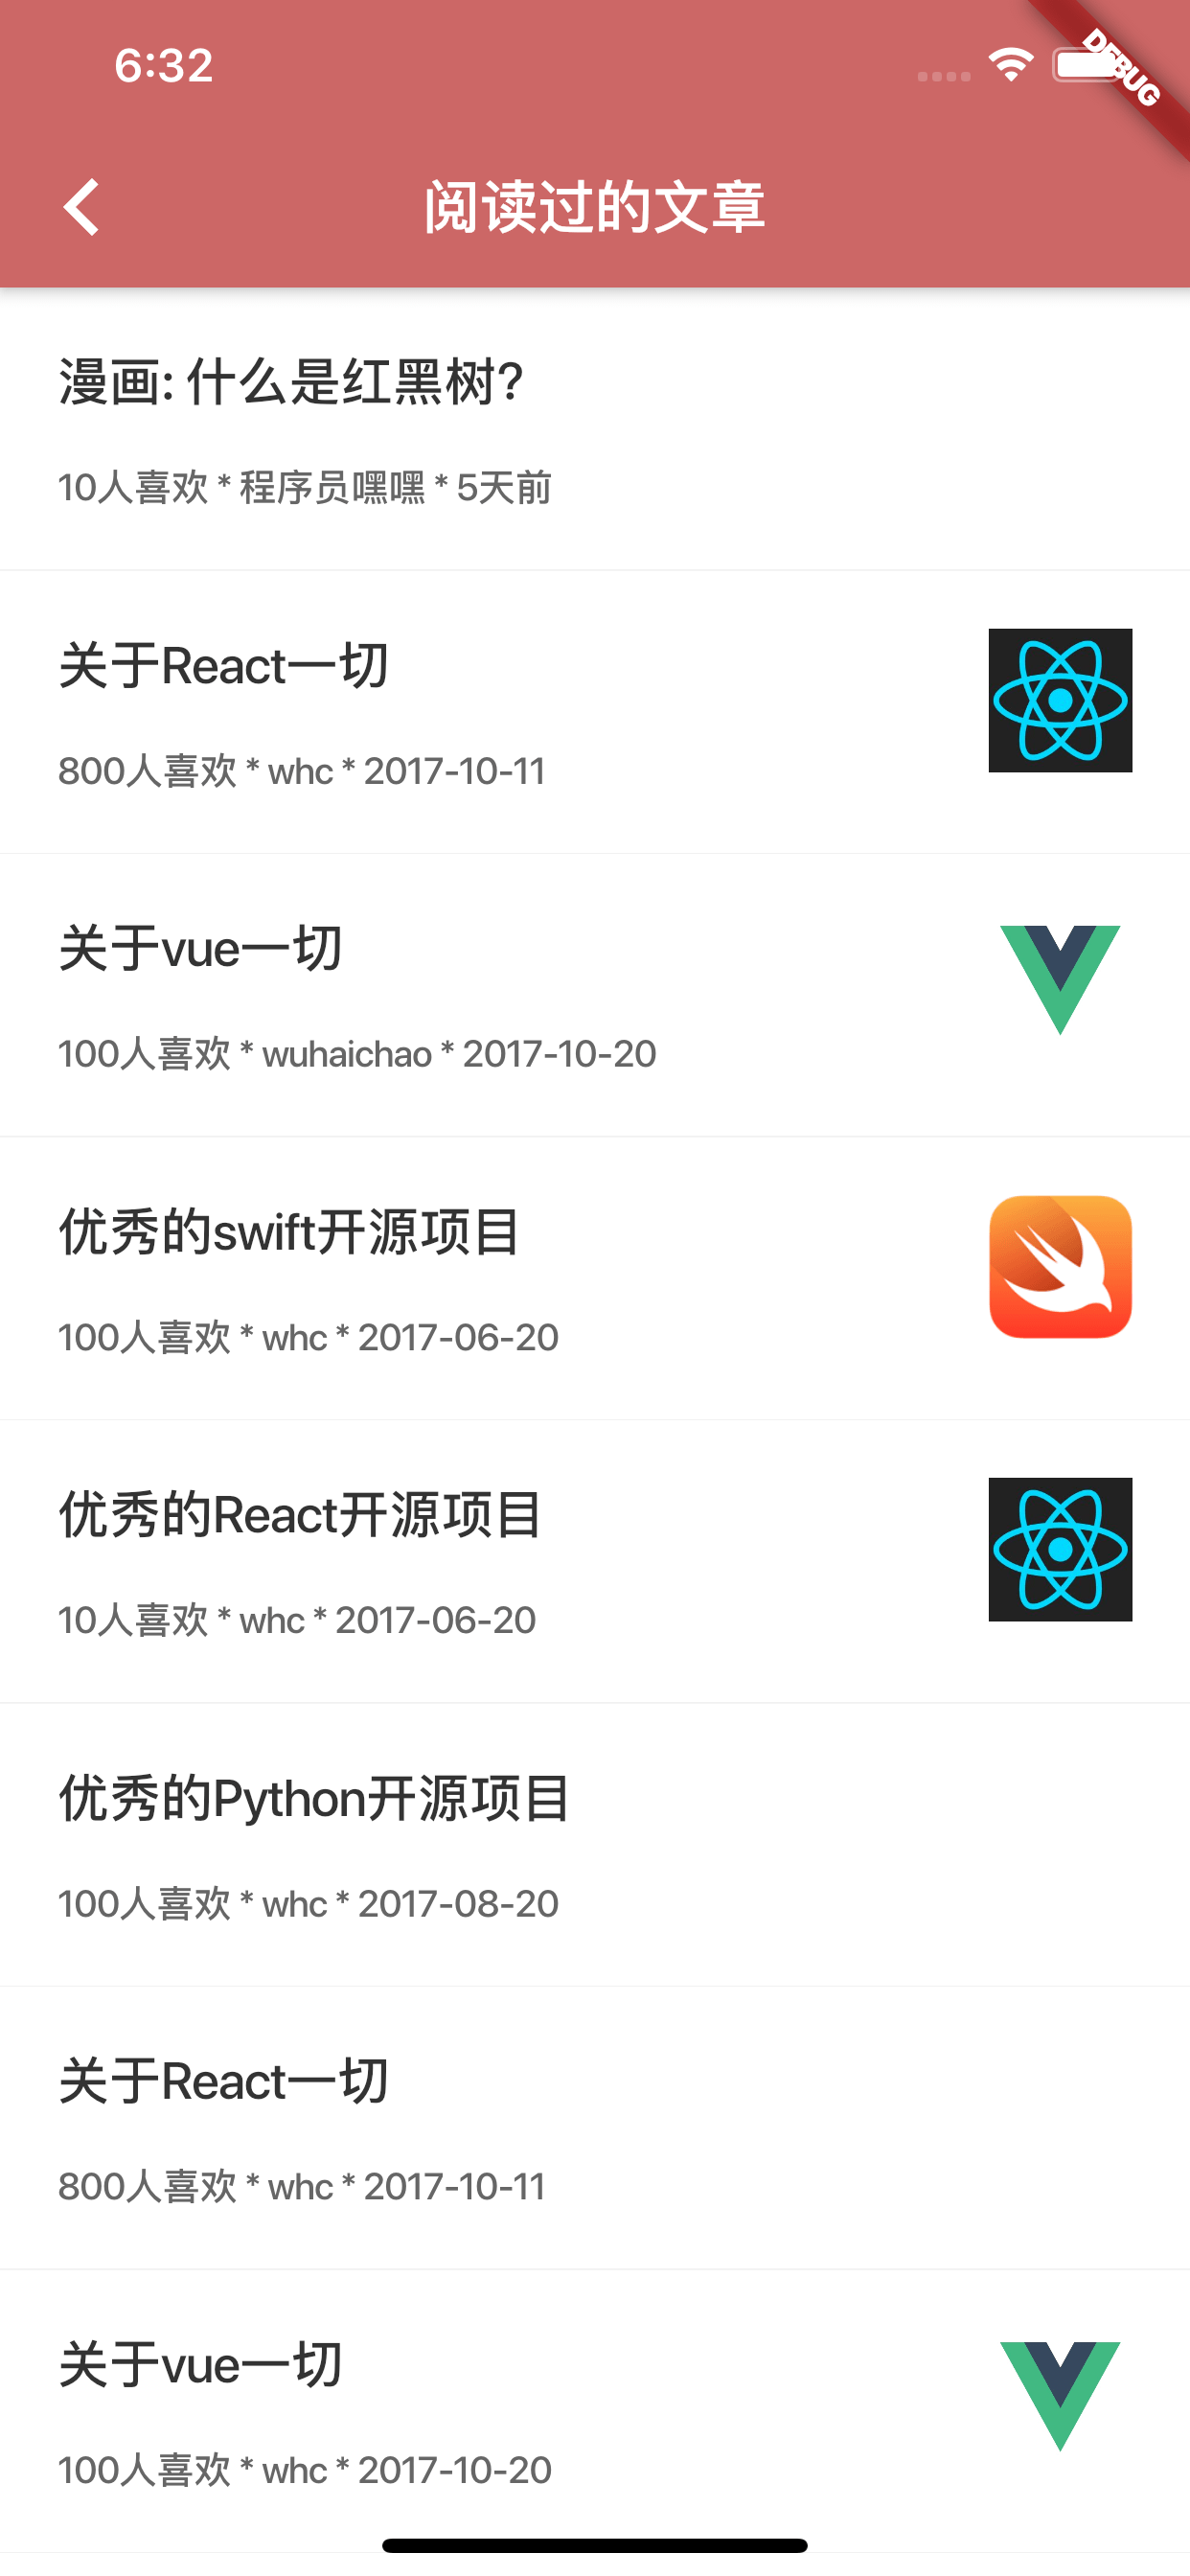 6:32
DEBUG
阅读过的文章
漫画: 什么是红黑树?
10人喜欢 * 程序员嘿嘿 * 5天前
关于React一切
800人喜欢 * whc * 2017-10-11
关于vue一切
100人喜欢 * wuhaichao * 2017-10-20
优秀的swift开源项目
100人喜欢 * whc * 2017-06-20
优秀的React开源项目
10人喜欢 * whc * 2017-06-20
优秀的Python开源项目
100人喜欢 * whc * 2017-08-20
关于React一切
800人喜欢 * whc * 2017-10-11
关于vue一切
100人喜欢 * whc * 2017-10-20